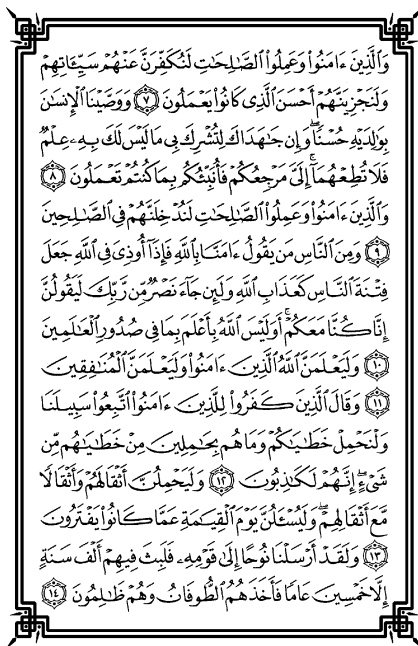 وَٱلَّذِينَ ءَامَنُوا۟ وَعَمِلُوا۟ ٱلصَّٰلِحَٰتِ لَنُكَفِّرَنَّ عَنْهُمْ سَيِّـَٔاتِهِمْ
وَلَنَجْزِيَنَّهُمْ أَحْسَنَ ٱلَّذِى كَانُوا۟ يَعْمَلُونَ ٧ وَوَصَّيْنَا ٱلْإِنسَٰنَ
بِوَٰلِدَيْهِ حُسْنًا ۖ وَإِن جَٰهَدَاكَ لِتُشْرِكَ بِى مَا لَيْسَ لَكَ بِهِۦ عِلْمٌ
فَلَا تُطِعْهُمَآ ۚ إِلَىَّ مَرْجِعُكُمْ فَأُنَبِّئُكُم بِمَا كُنتُمْ تَعْمَلُونَ ٨
وَٱلَّذِينَ ءَامَنُوا۟ وَعَمِلُوا۟ ٱلصَّٰلِحَٰتِ لَنُدْخِلَنَّهُمْ فِى ٱلصَّٰلِحِينَ
٩ وَمِنَ ٱلنَّاسِ مَن يَقُولُ ءَامَنَّا بِٱللَّهِ فَإِذَآ أُوذِىَ فِى ٱللَّهِ جَعَلَ
فِتْنَةَ ٱلنَّاسِ كَعَذَابِ ٱللَّهِ وَلَئِن جَآءَ نَصْرٌ مِّن رَّبِّكَ لَيَقُولُنَّ
إِنَّا كُنَّا مَعَكُمْ ۚ أَوَلَيْسَ ٱللَّهُ بِأَعْلَمَ بِمَا فِى صُدُورِ ٱلْعَٰلَمِينَ
١٠ وَلَيَعْلَمَنَّ ٱللَّهُ ٱلَّذِينَ ءَامَنُوا۟ وَلَيَعْلَمَنَّ ٱلْمُنَٰفِقِينَ
١١ وَقَالَ ٱلَّذِينَ كَفَرُوا۟ لِلَّذِينَ ءَامَنُوا۟ ٱتَّبِعُوا۟ سَبِيلَنَا
وَلْنَحْمِلْ خَطَٰيَٰكُمْ وَمَا هُم بِحَٰمِلِينَ مِنْ خَطَٰيَٰهُم مِّن
شَىْءٍ ۖ إِنَّهُمْ لَكَٰذِبُونَ ١٢ وَلَيَحْمِلُنَّ أَثْقَالَهُمْ وَأَثْقَالًا
مَّعَ أَثْقَالِهِمْ ۖ وَلَيُسْـَٔلُنَّ يَوْمَ ٱلْقِيَٰمَةِ عَمَّا كَانُوا۟ يَفْتَرُونَ
١٣ وَلَقَدْ أَرْسَلْنَا نُوحًا إِلَىٰ قَوْمِهِۦ فَلَبِثَ فِيهِمْ أَلْفَ سَنَةٍ
إِلَّا خَمْسِينَ عَامًا فَأَخَذَهُمُ ٱلطُّوفَانُ وَهُمْ ظَٰلِمُونَ ١٤